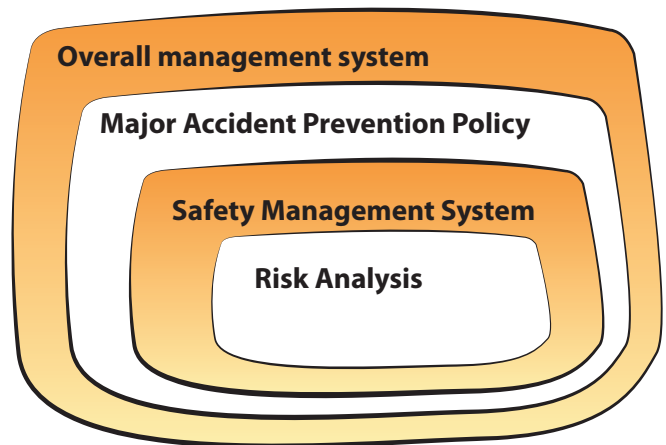 Overall management system
Major Accident Prevention Policy
Safety Management System
Risk Analysis